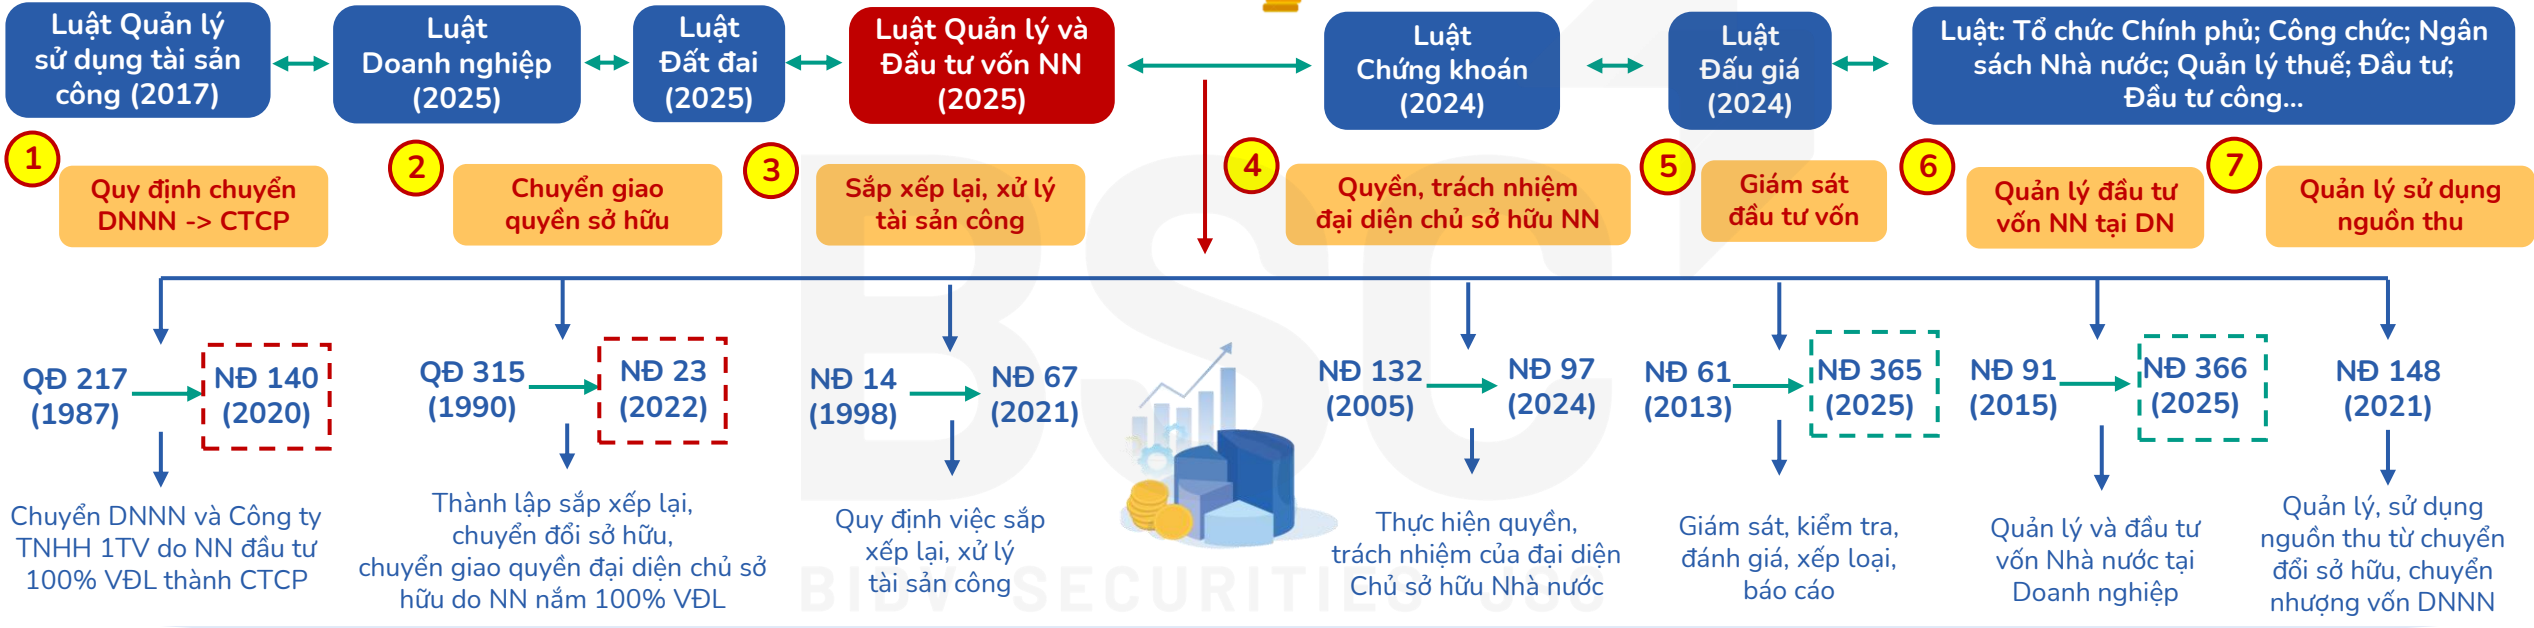 Luật Quản lý
sử dụng tài sản
công (2017)
Luật
Doanh nghiệp
(2025)
Luật
Đất đai
(2025)
Luật Quản lý và
Đầu tư vốn NN
(2025)
Luật
Chứng khoán
(2024)
Luật
Đấu giá
(2024)
Luật: Tổ chức Chính phủ; Công chức; Ngân
sách Nhà nước; Quản lý thuế; Đầu tư;
Đầu tư công...
1
Quy định chuyển
DNNN -> CTCP
2
Chuyển giao
quyền sở hữu
3
Sắp xếp lại, xử lý
tài sản công
4
Quyền, trách nhiệm
đại diện chủ sở hữu NN
5
Giám sát
đầu tư vốn
6
Quản lý đầu tư
vốn NN tại DN
7
Quản lý sử dụng
nguồn thu
QĐ 217
(1987)
NĐ 140
(2020)
QĐ 315
(1990)
NĐ 23
(2022)
NĐ 14
(1998)
NĐ 67
(2021)
NĐ 132
(2005)
NĐ 97
(2024)
NĐ 61
(2013)
NĐ 365
(2025)
NĐ 91
(2015)
NĐ 366
(2025)
NĐ 148
(2021)
Chuyển DNNN và Công ty
TNHH 1TV do NN đầu tư
100% VĐL thành CTCP
Thành lập sắp xếp lại,
chuyển đổi sở hữu,
chuyển giao quyền đại diện chủ sở
hữu do NN nắm 100% VĐL
Quy định việc sắp
xếp lại, xử lý
tài sản công
Thực hiện quyền,
trách nhiệm của đại diện
Chủ sở hữu Nhà nước
Giám sát, kiểm tra,
đánh giá, xếp loại,
báo cáo
Quản lý và đầu tư
vốn Nhà nước tại
Doanh nghiệp
Quản lý, sử dụng
nguồn thu từ chuyển
đổi sở hữu, chuyển
nhượng vốn DNNN
BSC
BIDV SECURITIES JSC